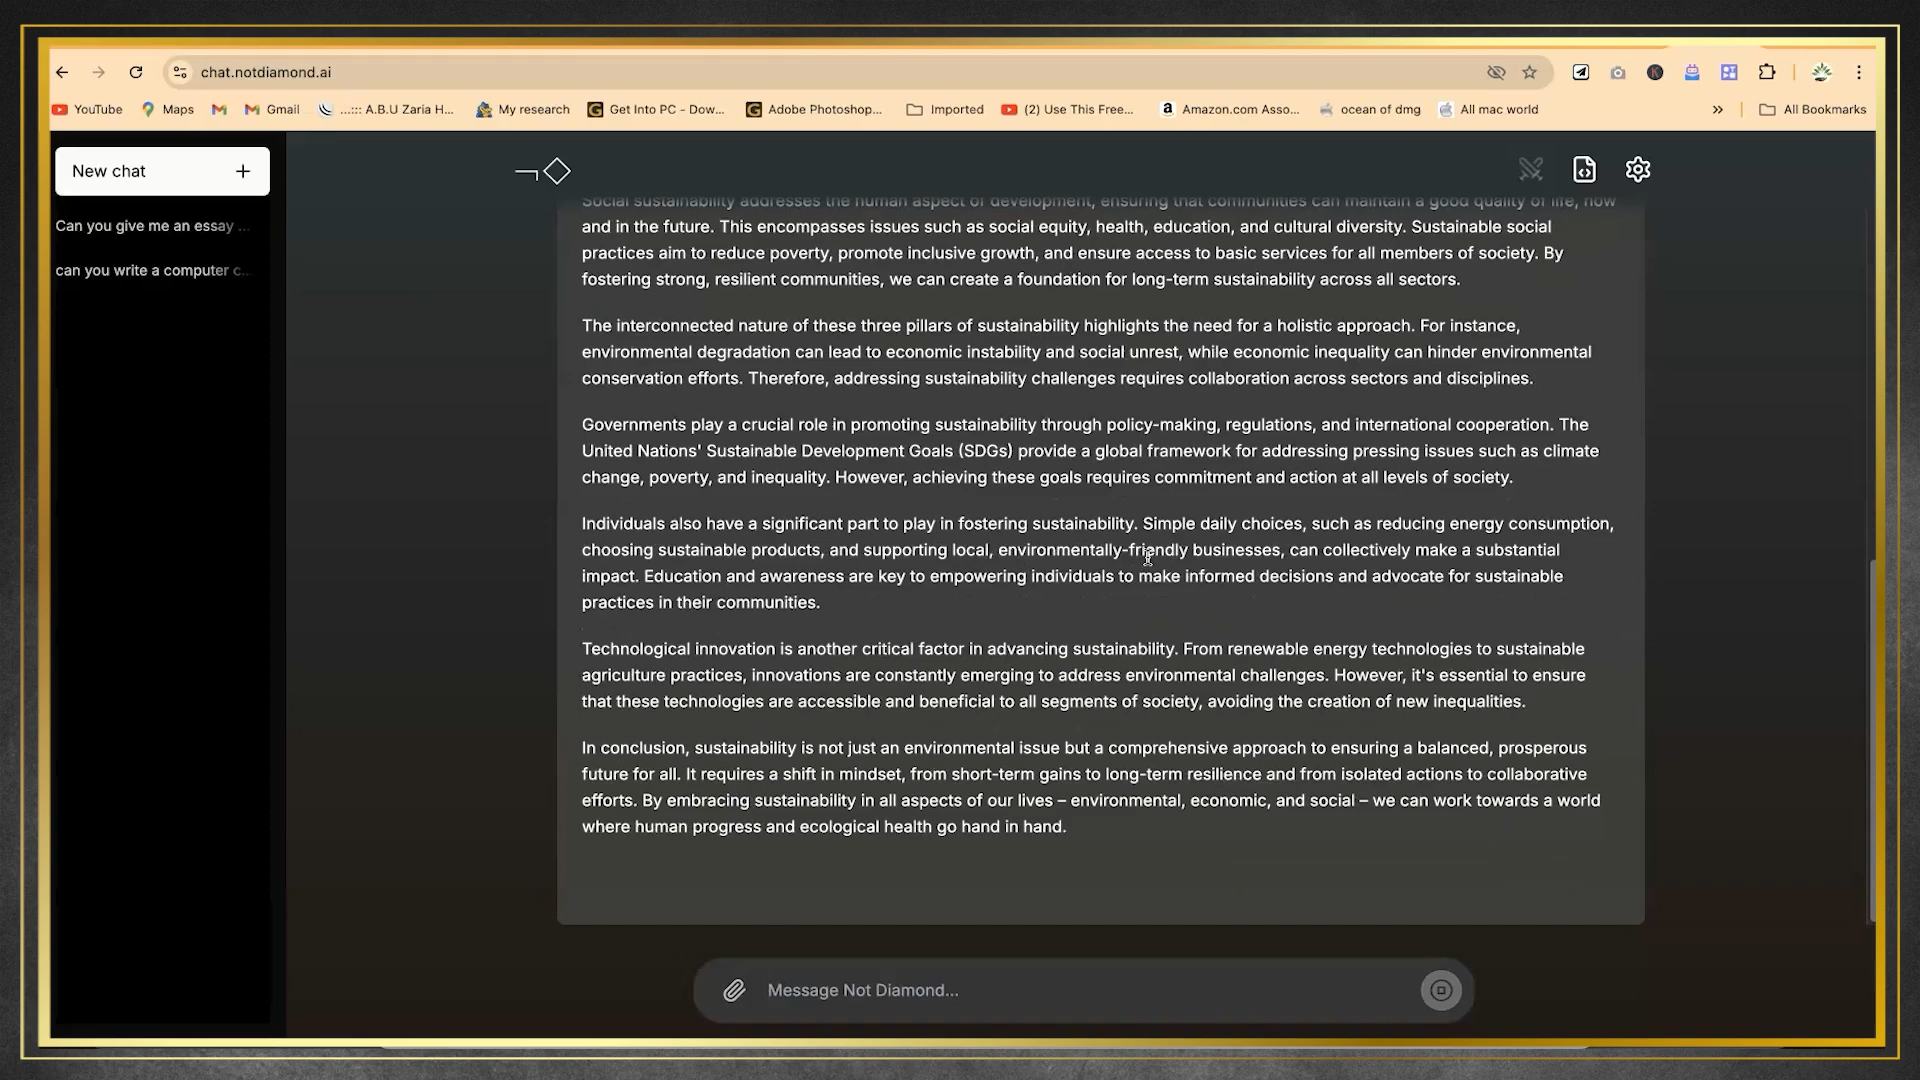 chat.notdiamond.ai
YouTube
Maps
Gmail
...::: A.B.U Zaria H...
My research
Get Into PC - Dow...
Adobe Photoshop...
Imported
(2) Use This Free...
Amazon.com Asso...
ocean of dmg
All mac world
»
All Bookmarks
New chat +
Can you give me an essay ...
can you write a computer c...
Social sustainability addresses the human aspect of development, ensuring that communities can maintain a good quality of life, now
and in the future. This encompasses issues such as social equity, health, education, and cultural diversity. Sustainable social
practices aim to reduce poverty, promote inclusive growth, and ensure access to basic services for all members of society. By
fostering strong, resilient communities, we can create a foundation for long-term sustainability across all sectors.
The interconnected nature of these three pillars of sustainability highlights the need for a holistic approach. For instance,
environmental degradation can lead to economic instability and social unrest, while economic inequality can hinder environmental
conservation efforts. Therefore, addressing sustainability challenges requires collaboration across sectors and disciplines.
Governments play a crucial role in promoting sustainability through policy-making, regulations, and international cooperation. The
United Nations' Sustainable Development Goals (SDGs) provide a global framework for addressing pressing issues such as climate
change, poverty, and inequality. However, achieving these goals requires commitment and action at all levels of society.
Individuals also have a significant part to play in fostering sustainability. Simple daily choices, such as reducing energy consumption,
choosing sustainable products, and supporting local, environmentally-friendly businesses, can collectively make a substantial
impact. Education and awareness are key to empowering individuals to make informed decisions and advocate for sustainable
practices in their communities.
Technological innovation is another critical factor in advancing sustainability. From renewable energy technologies to sustainable
agriculture practices, innovations are constantly emerging to address environmental challenges. However, it's essential to ensure
that these technologies are accessible and beneficial to all segments of society, avoiding the creation of new inequalities.
In conclusion, sustainability is not just an environmental issue but a comprehensive approach to ensuring a balanced, prosperous
future for all. It requires a shift in mindset, from short-term gains to long-term resilience and from isolated actions to collaborative
efforts. By embracing sustainability in all aspects of our lives – environmental, economic, and social – we can work towards a world
where human progress and ecological health go hand in hand.
Message Not Diamond...